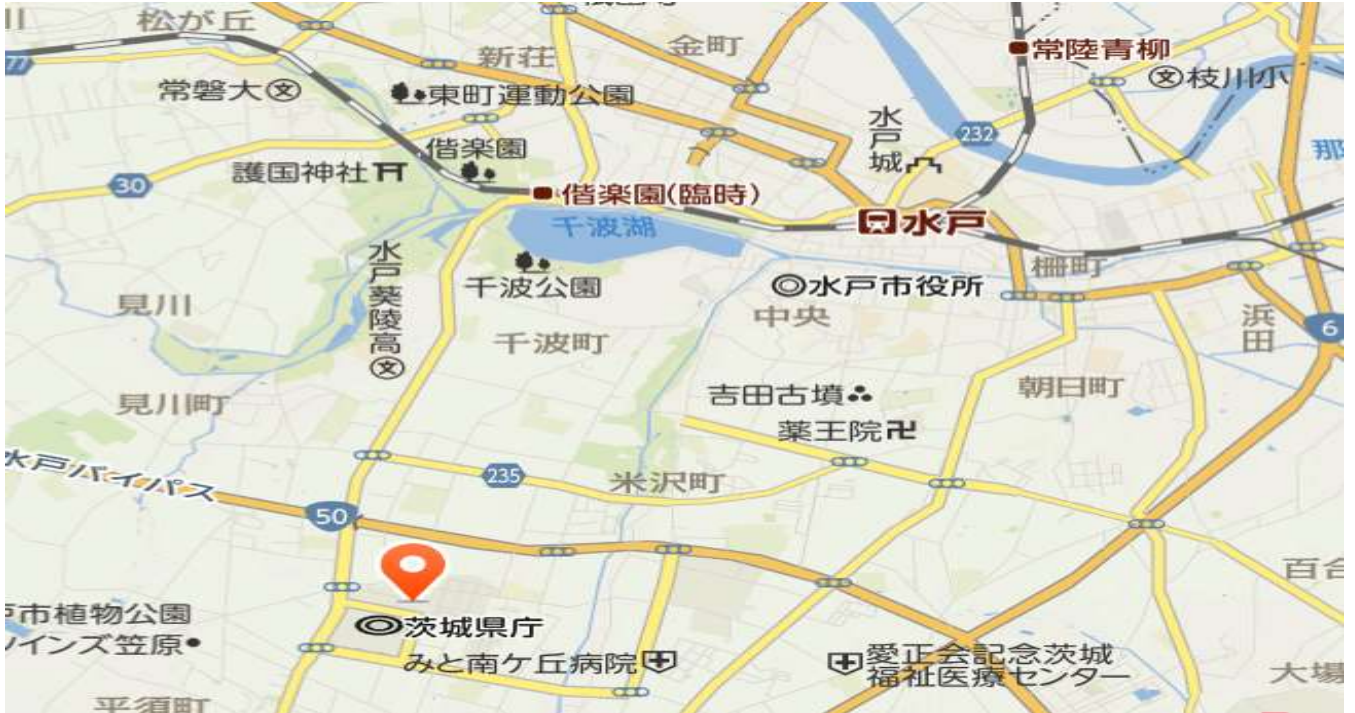 川
松が丘
新荘
金町
常陸青柳
77
常磐大
東町運動公園
枝川小
水戸城
232
那
偕楽園
護国神社
30
偕楽園(臨時)
水戸
千波湖
柵町
水戸葵陵高
千波公園
水戸市役所
見川
中央
浜田
6
千波町
吉田古墳
朝日町
見川町
薬王院
水戸バイパス
235
米沢町
50
百合
戸市植物公園
茨城県庁
ツインズ笠原
みと南ケ丘病院
愛正会記念茨城
福祉医療センター
大場
平須町